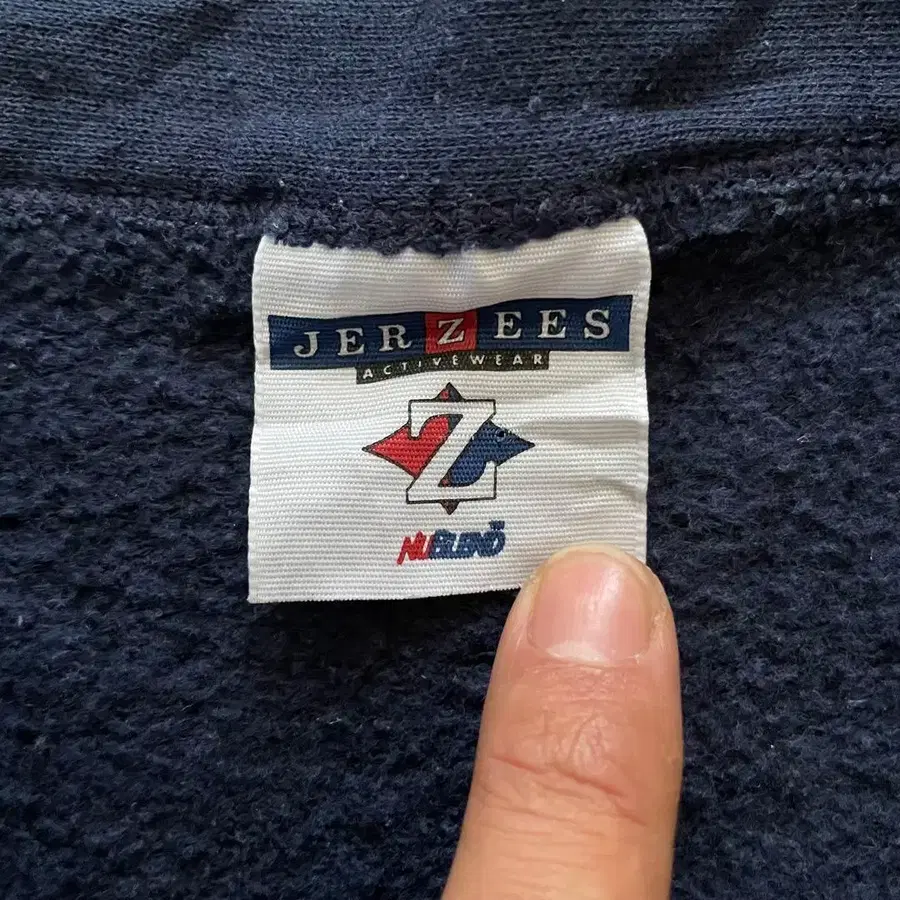 JERZEES
ACTIVEWEAR
Z
NUBLEND